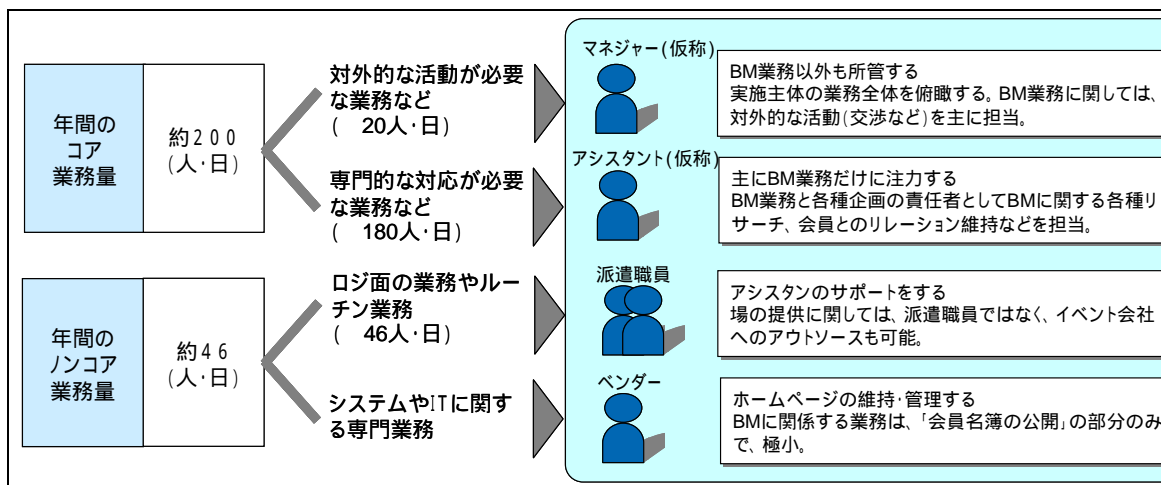 年間の
コア
業務量
約200
(人・日)
対外的な活動が必要
な業務など
( 20人・日)
専門的な対応が必要
な業務など
( 180人・日)
マネジャー(仮称)
BM業務以外も所管する
実施主体の業務全体を俯瞰する。BM業務に関しては、
対外的な活動(交渉など)を主に担当。
アシスタント(仮称)
主にBM業務だけに注力する
BM業務と各種企画の責任者としてBMに関する各種リ
サーチ、会員とのリレーション維持などを担当。
年間の
ノンコア
業務量
約46
(人・日)
ロジ面の業務やルー
チン業務
( 46人・日)
システムやITに関す
る専門業務
派遣職員
アシスタンのサポートをする
場の提供に関しては、派遣職員ではなく、イベント会社
へのアウトソースも可能。
ベンダー
ホームページの維持・管理する
BMに関係する業務は、「会員名簿の公開」の部分のみ
で、極小。